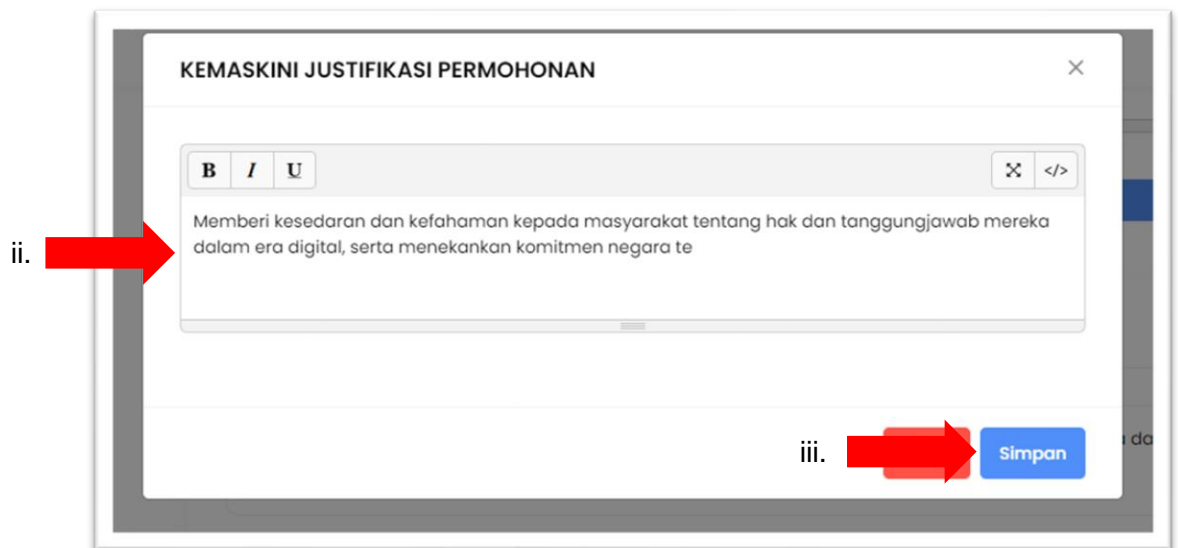 KEMASKINI JUSTIFIKASI PERMOHONAN ×
B I U </>
Memberi kesedaran dan kefahaman kepada masyarakat tentang hak dan tanggungjawab mereka
dalam era digital, serta menekankan komitmen negara te
ii.
iii.
Simpan